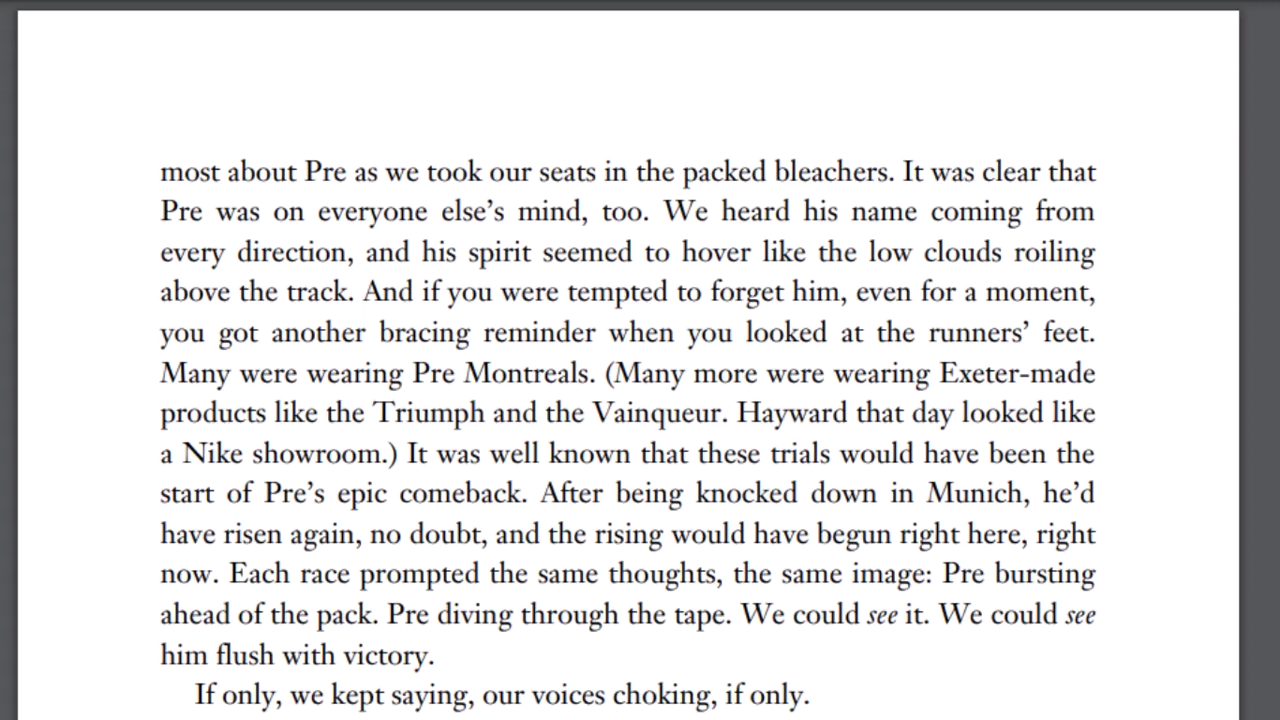 most about Pre as we took our seats in the packed bleachers. It was clear that
Pre was on everyone else’s mind, too. We heard his name coming from
every direction, and his spirit seemed to hover like the low clouds roiling
above the track. And if you were tempted to forget him, even for a moment,
you got another bracing reminder when you looked at the runners’ feet.
Many were wearing Pre Montreals. (Many more were wearing Exeter-made
products like the Triumph and the Vainqueur. Hayward that day looked like
a Nike showroom.) It was well known that these trials would have been the
start of Pre’s epic comeback. After being knocked down in Munich, he’d
have risen again, no doubt, and the rising would have begun right here, right
now. Each race prompted the same thoughts, the same image: Pre bursting
ahead of the pack. Pre diving through the tape. We could see it. We could see
him flush with victory.
If only, we kept saying, our voices choking, if only.